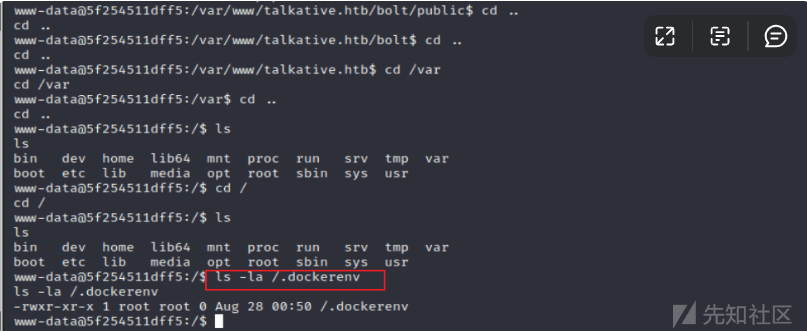 www-data@5f254511dff5:/var/www/talkative.htb/bolt/public$ cd ..
cd ..
www-data@5f254511dff5:/var/www/talkative.htb/bolt$ cd ..
cd ..
www-data@5f254511dff5:/var/www/talkative.htb$ cd /var
cd /var
www-data@5f254511dff5:/var$ cd ..
cd ..
www-data@5f254511dff5:/$ ls
ls
bin dev home lib64 mnt proc run srv tmp var
boot etc lib media opt root sbin sys usr
www-data@5f254511dff5:/$ cd /
cd /
www-data@5f254511dff5:/$ ls
ls
bin dev home lib64 mnt proc run srv tmp var
boot etc lib media opt root sbin sys usr
www-data@5f254511dff5:/$ ls -la /.dockerenv
ls -la /.dockerenv
-rwxr-xr-x 1 root root 0 Aug 28 00:50 /.dockerenv
www-data@5f254511dff5:/$
先知社区